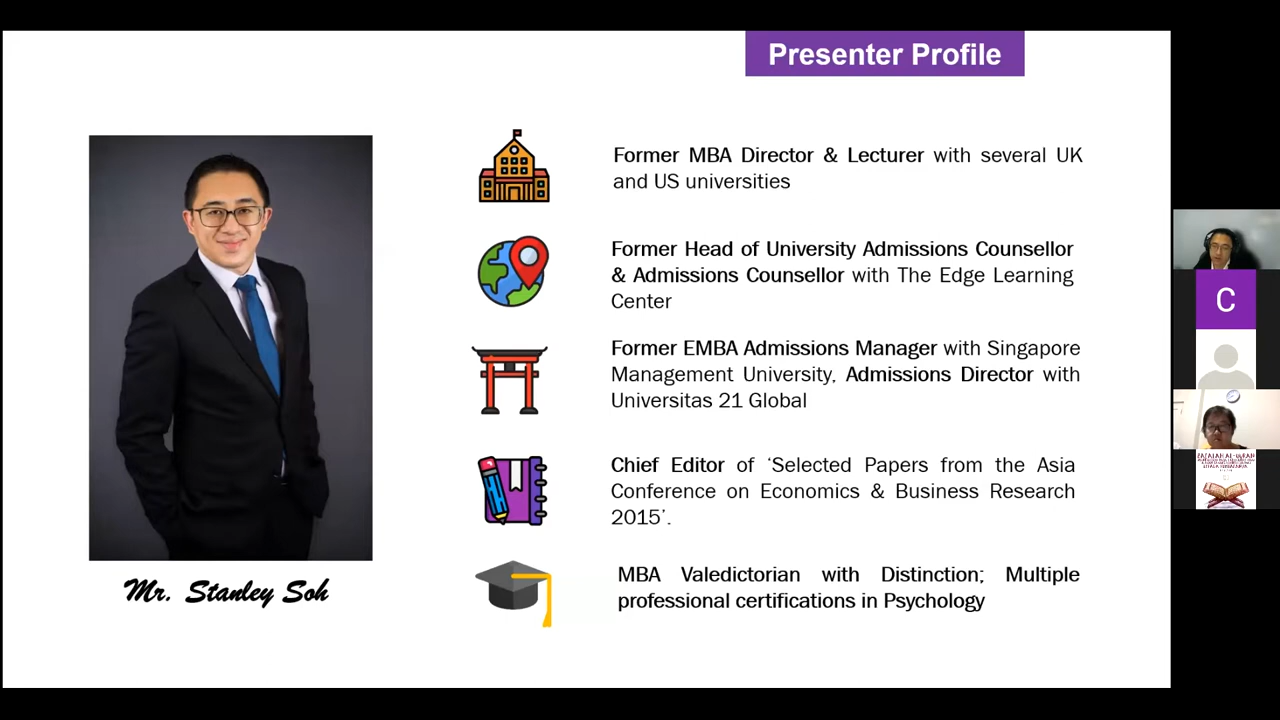 Presenter Profile
Former MBA Director & Lecturer with several UK
and US universities
Former Head of University Admissions Counsellor
& Admissions Counsellor with The Edge Learning
Center
Former EMBA Admissions Manager with Singapore
Management University, Admissions Director with
Universitas 21 Global
Chief Editor of ‘Selected Papers from the Asia
Conference on Economics & Business Research
2015’.
MBA Valedictorian with Distinction; Multiple
professional certifications in Psychology
Mr. Stanley Soh
C